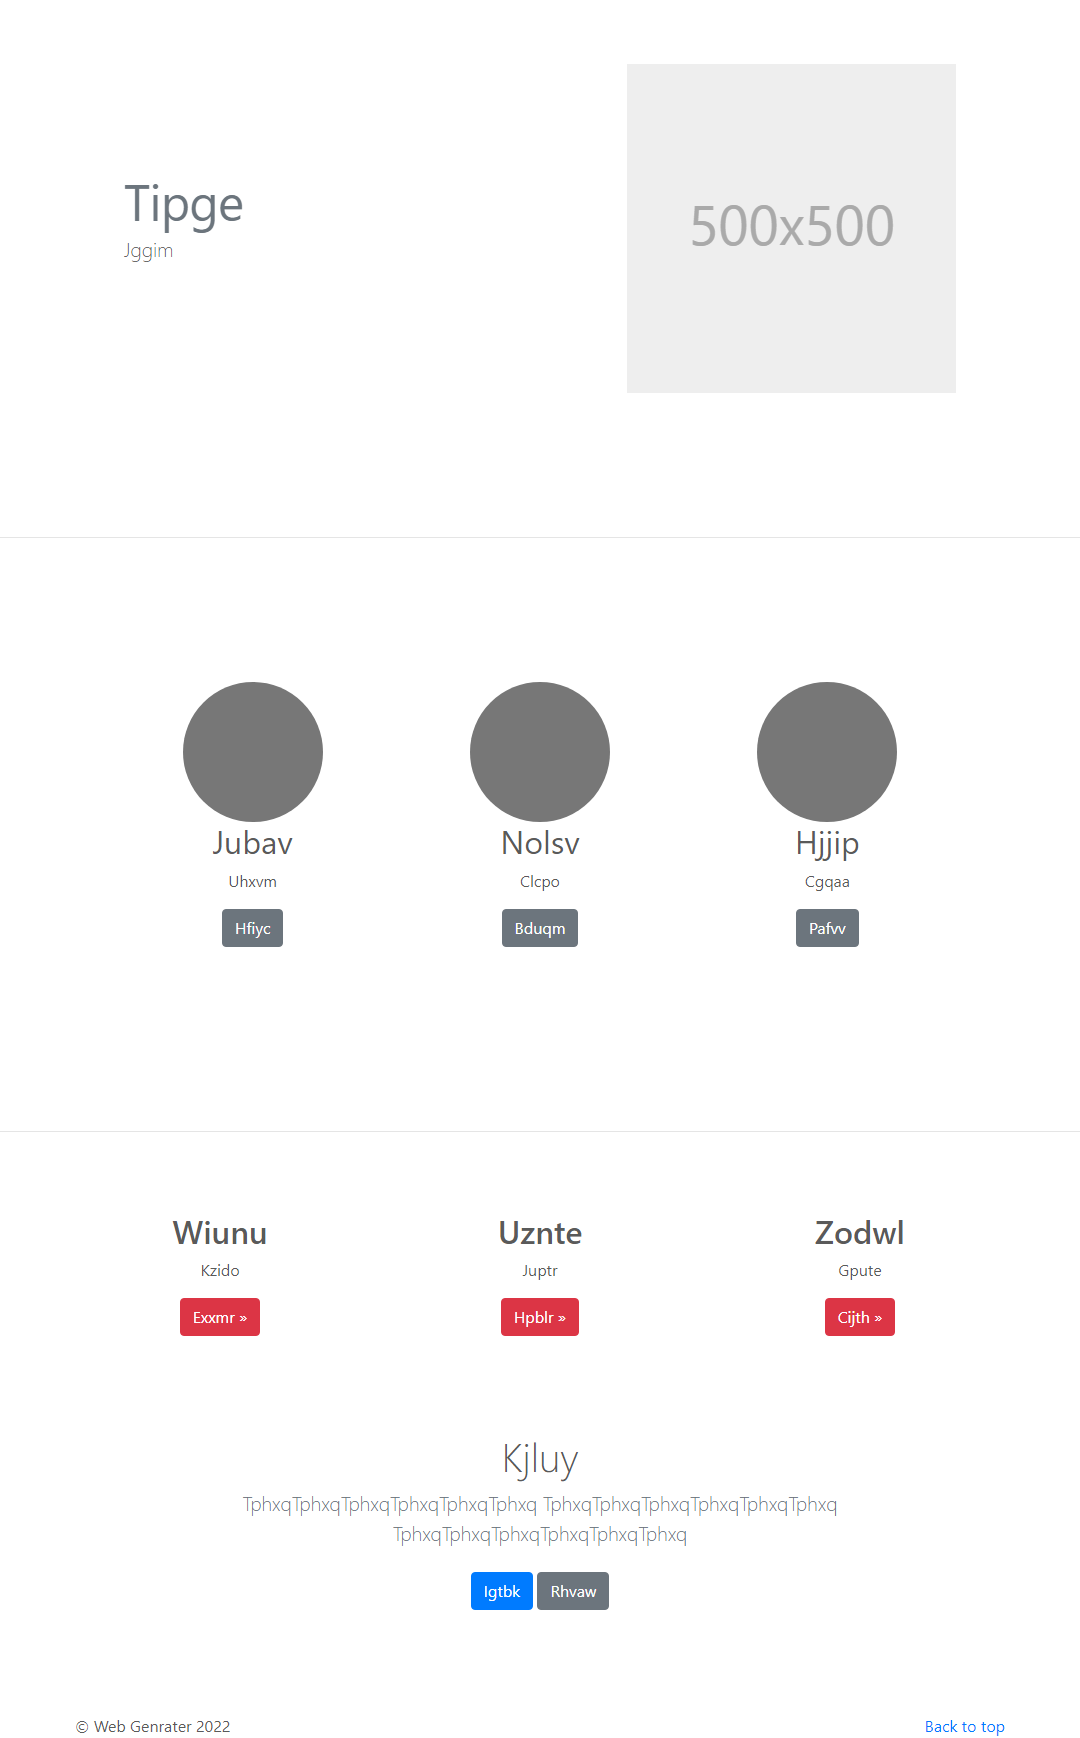 Tipge
Jggim
500x500
Jubav
Uhxvm
Hfiyc
Nolsv
Clcpo
Bduqm
Hjjip
Cgqaa
Pafvv
Wiunu
Kzido
Exxmr »
Uznte
Juptr
Hpblr »
Zodwl
Gpute
Cijth »
Kjluy
TphxqTphxqTphxqTphxqTphxqTphxq TphxqTphxqTphxqTphxqTphxqTphxq
TphxqTphxqTphxqTphxqTphxqTphxq
Igtbk Rhvaw
© Web Genrater 2022
Back to top